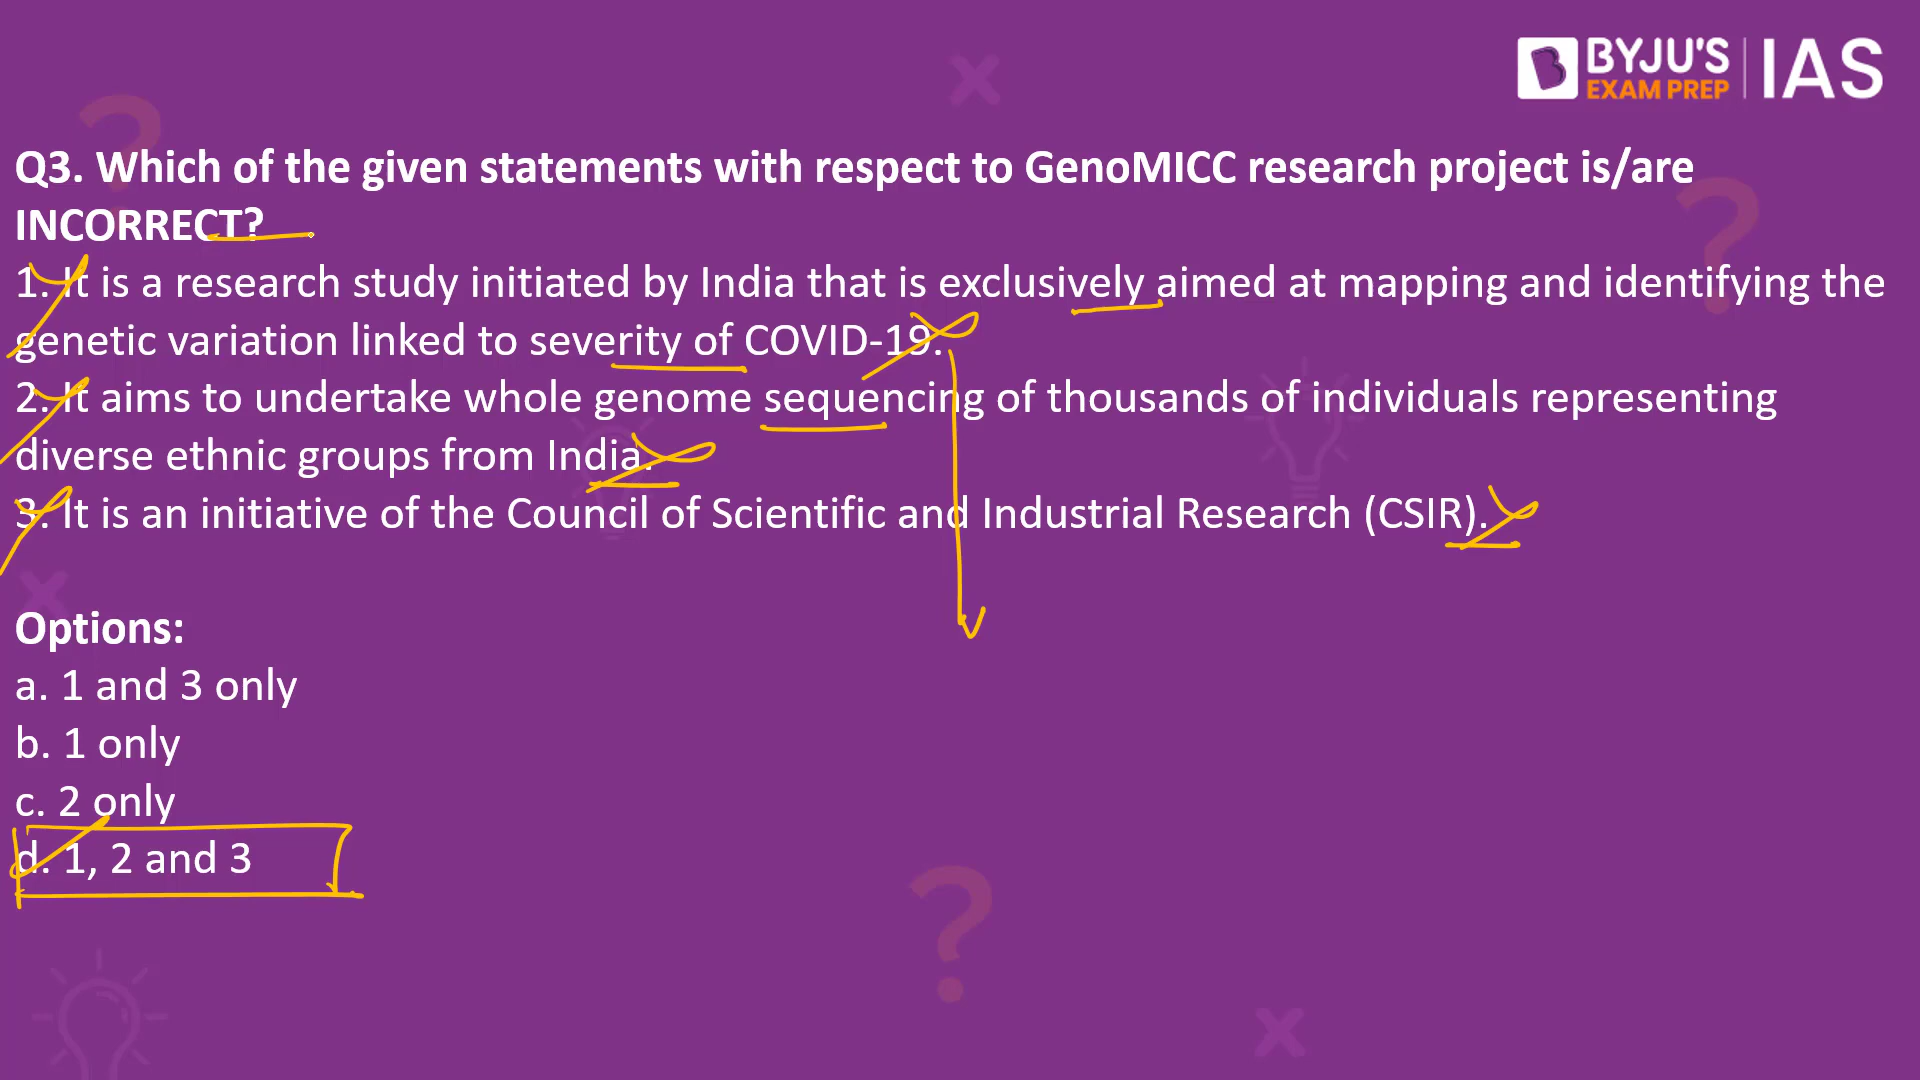 BYJU'S
EXAM PREP
IAS
Q3. Which of the given statements with respect to GenoMICC research project is/are
INCORRECT?
1. It is a research study initiated by India that is exclusively aimed at mapping and identifying the
genetic variation linked to severity of COVID-19.
2. It aims to undertake whole genome sequencing of thousands of individuals representing
diverse ethnic groups from India.
3. It is an initiative of the Council of Scientific and Industrial Research (CSIR).
Options:
a. 1 and 3 only
b. 1 only
c. 2 only
d. 1, 2 and 3